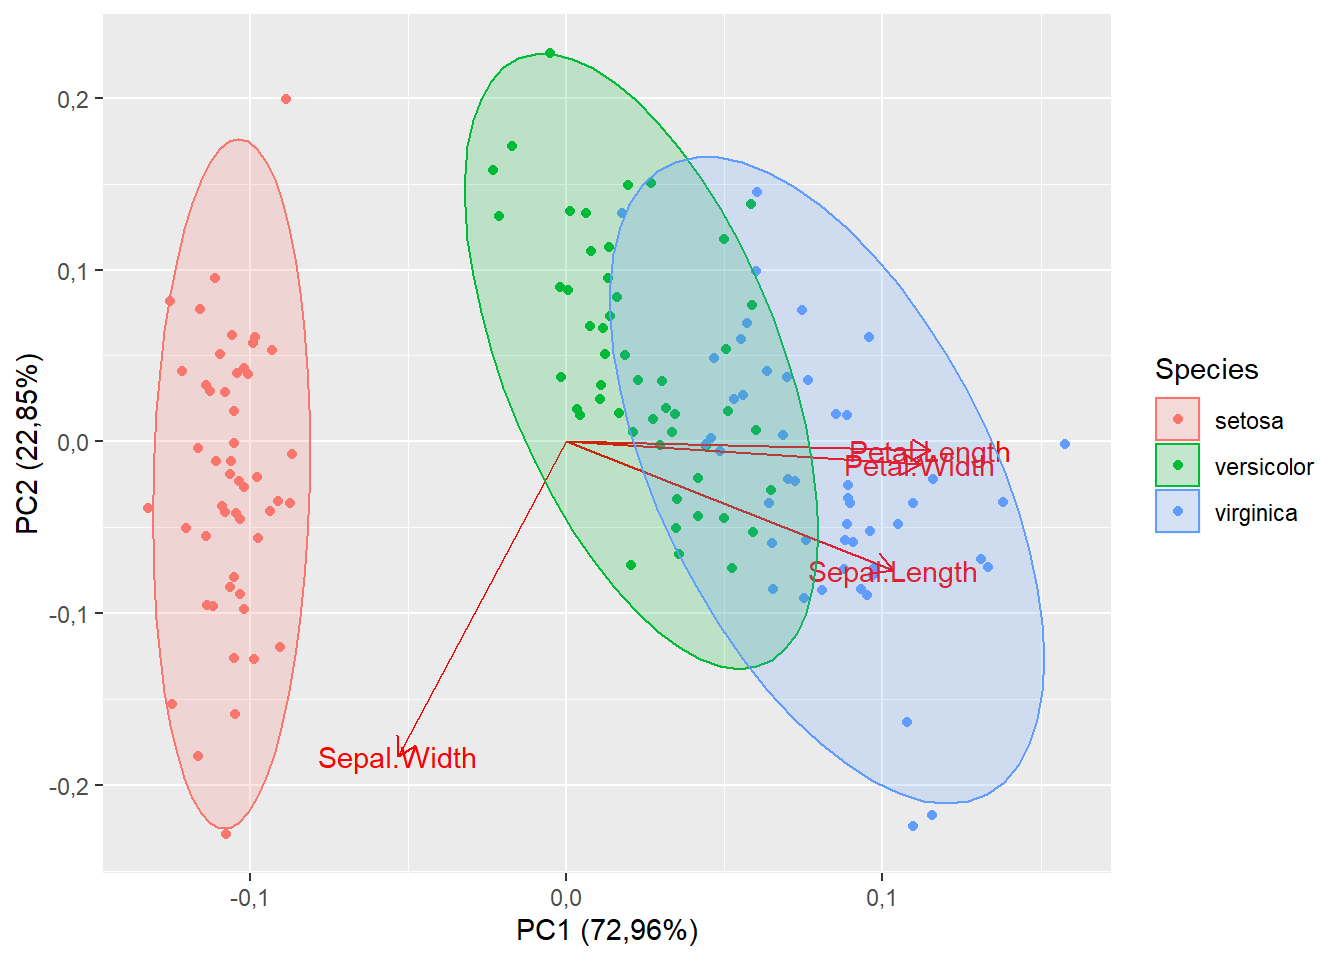 0,2
0,1
0,0
-0,1
-0,2
PC2 (22,85%)
Petal.Length
Petal.Width
Sepal.Length
Sepal.Width
-0,1
0,0
0,1
PC1 (72,96%)
Species
setosa
versicolor
virginica